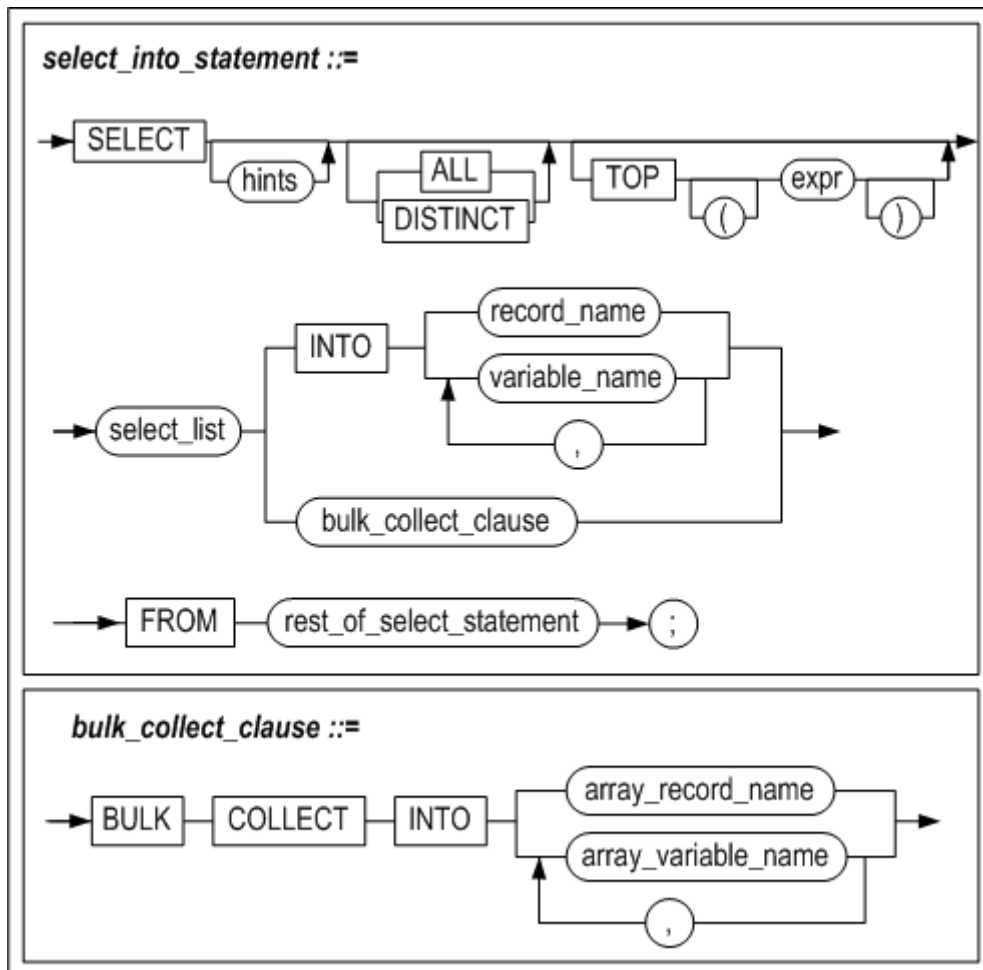 select_into_statement ::=
SELECT
hints
ALL
DISTINCT
TOP
(
expr
)
select_list
INTO
record_name
variable_name
,
bulk_collect_clause
FROM rest_of_select_statement ;
bulk_collect_clause ::=
BULK COLLECT INTO
array_record_name
array_variable_name
,